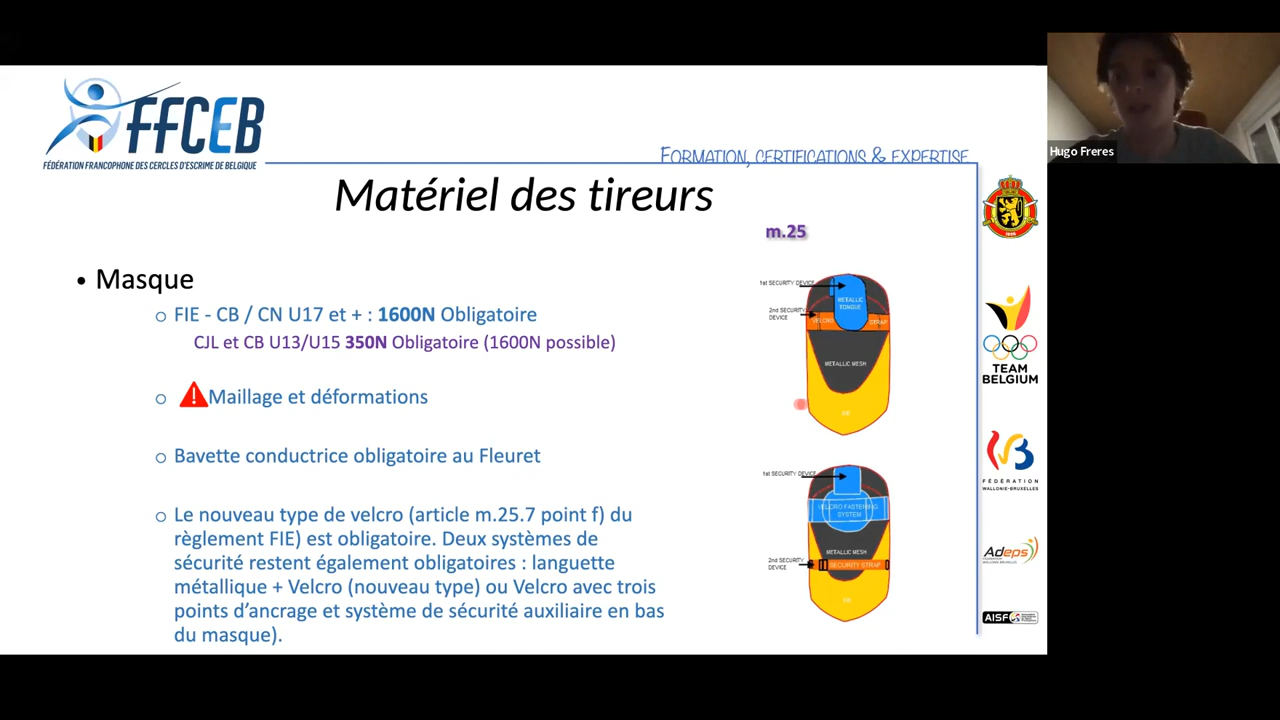 FFCEB
FÉDÉRATION FRANCOPHONE DES CERCLES D'ESCRIME DE BELGIQUE
FORMATION, CERTIFICATIONS & EXPERTISE
Hugo Freres
Matériel des tireurs
m.25
• Masque
○ FIE - CB / CN U17 et + : 1600N Obligatoire
CJL et CB U13/U15 350N Obligatoire (1600N possible)
○ Maillage et déformations
○ Bavette conductrice obligatoire au Fleuret
○ Le nouveau type de velcro (article m.25.7 point f) du
règlement FIE) est obligatoire. Deux systèmes de
sécurité restent également obligatoires : languette
métallique + Velcro (nouveau type) ou Velcro avec trois
points d'ancrage et système de sécurité auxiliaire en bas
du masque).
1st SECURITY DEVICE
METALLIC
TONGUE
2nd SECURITY
DEVICE
VELCRO STRAP
METALLIC MESH
BIB
1st SECURITY DEVICE
VELCRO FASTENING
SYSTEM
METALLIC MESH
2nd SECURITY
DEVICE
SECURITY STRAP
TEAM
BELGIUM
FÉDÉRATION
WALLONIE-BRUXELLES
Adeps
AISF